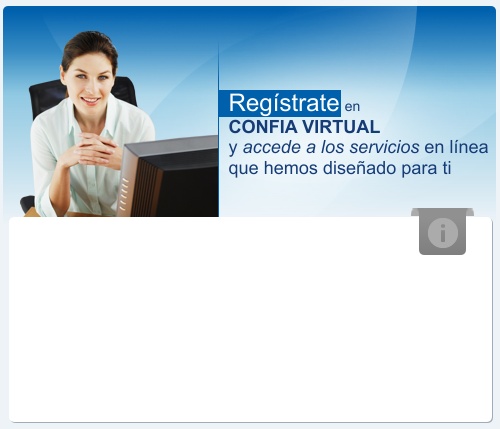 Regístrate en
CONFIA VIRTUAL
y accede a los servicios en línea
que hemos diseñado para ti
i